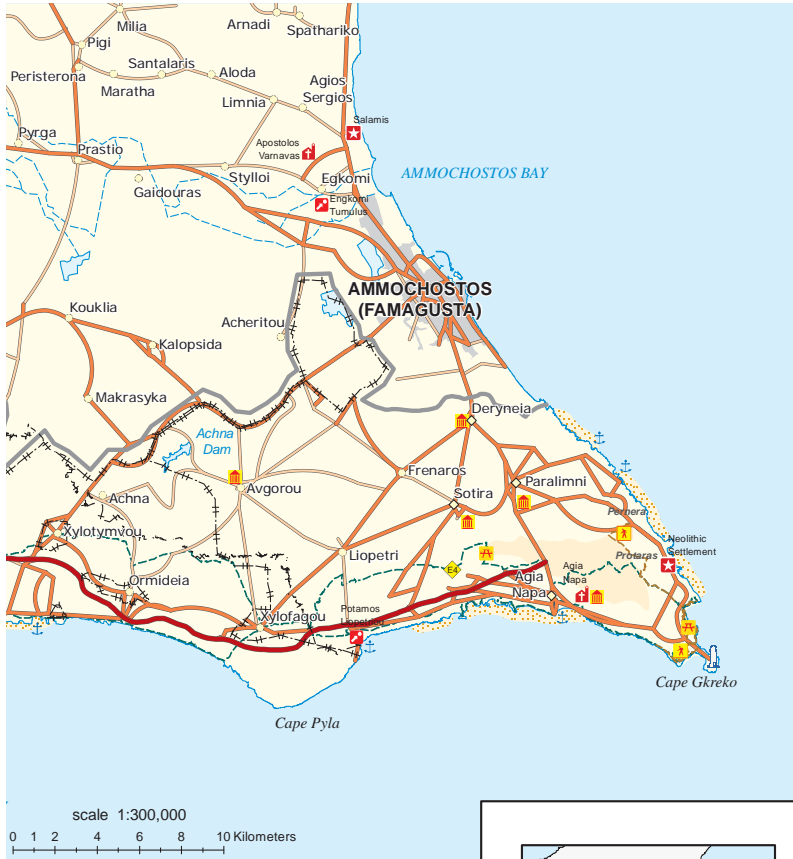 Milia
Arnadi
Spathariko
Pigi
Santalaris
Aloda
Peristerona
Maratha
Agios
Sergios
Limnia
Salamis
Pyrga
Apostolos
Varnavas
Prastio
Stylloi
Egkomi
AMMOCHOSTOS BAY
Gaidouras
Engkomi
Tumulus
AMMOCHOSTOS
(FAMAGUSTA)
Kouklia
Acheritou
Kalopsida
Makrasyka
Deryneia
Achna
Dam
Frenaros
Paralimni
Avgorou
Sotira
Achna
Pernera
Xylotymvou
Neolithic
Settlement
Liopetri
Protaras
E4
Agia
Napa
Agia
Napa
Ormideia
Xylofagou
Potamos
Liopetriou
Cape Gkreko
Cape Pyla
scale 1:300,000
0 1 2 4 6 8 10 Kilometers